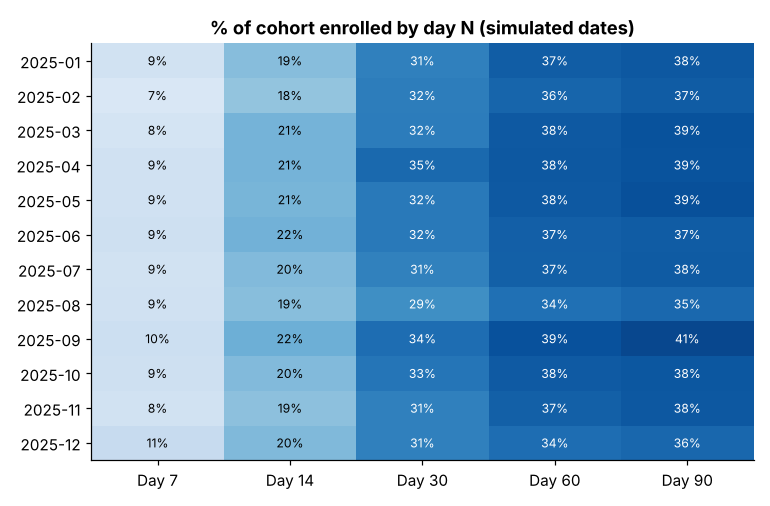 % of cohort enrolled by day N (simulated dates)
2025-01 9% 19% 31% 37% 38%
2025-02 7% 18% 32% 36% 37%
2025-03 8% 21% 32% 38% 39%
2025-04 9% 21% 35% 38% 39%
2025-05 9% 21% 32% 38% 39%
2025-06 9% 22% 32% 37% 37%
2025-07 9% 20% 31% 37% 38%
2025-08 9% 19% 29% 34% 35%
2025-09 10% 22% 34% 39% 41%
2025-10 9% 20% 33% 38% 38%
2025-11 8% 19% 31% 37% 38%
2025-12 11% 20% 31% 34% 36%
Day 7 Day 14 Day 30 Day 60 Day 90